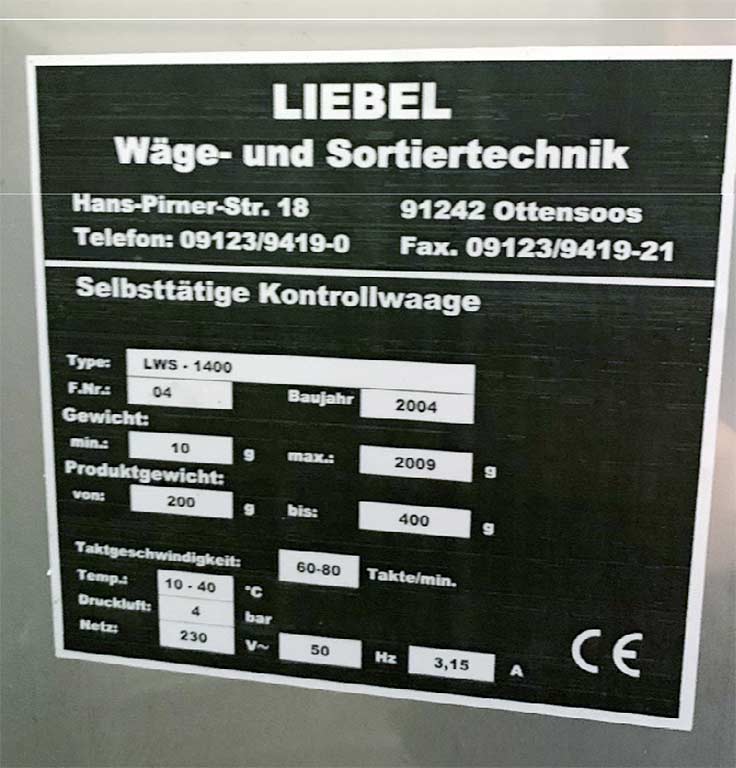 LIEBEL
Wäge- und Sortiertechnik
Hans-Pirner-Str. 18 91242 Ottensoos
Telefon: 09123/9419-0 Fax. 09123/9419-21
Selbsttätige Kontrollwaage
Type: LWS - 1400
F.Nr.: 04 Baujahr 2004
Gewicht:
min.: 10 g max.: 2009 g
Produktgewicht:
von: 200 g bis: 400 g
Taktgeschwindigkeit: 60-80 Takte/min.
Temp.: 10 - 40 °C
Druckluft: 4 bar
Netz: 230 V~ 50 Hz 3,15 A
CE